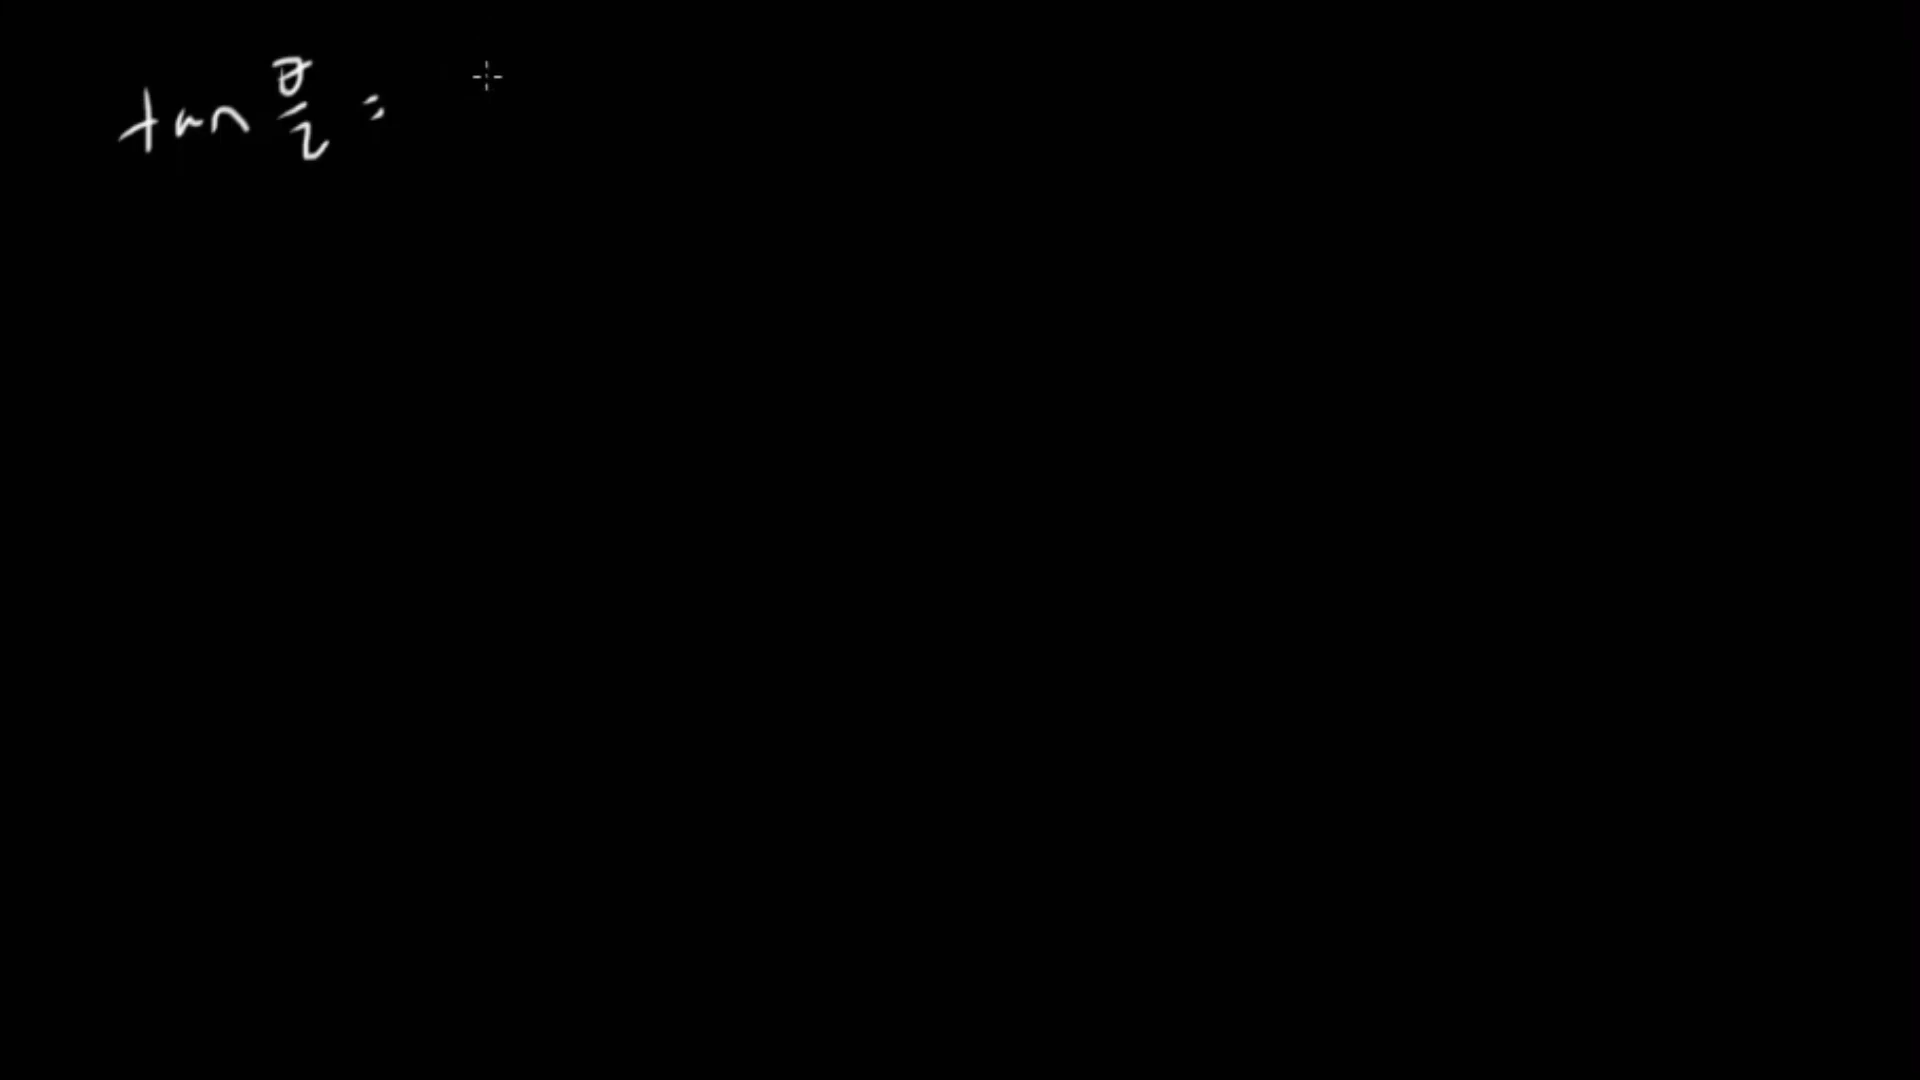 tan θ/2 =